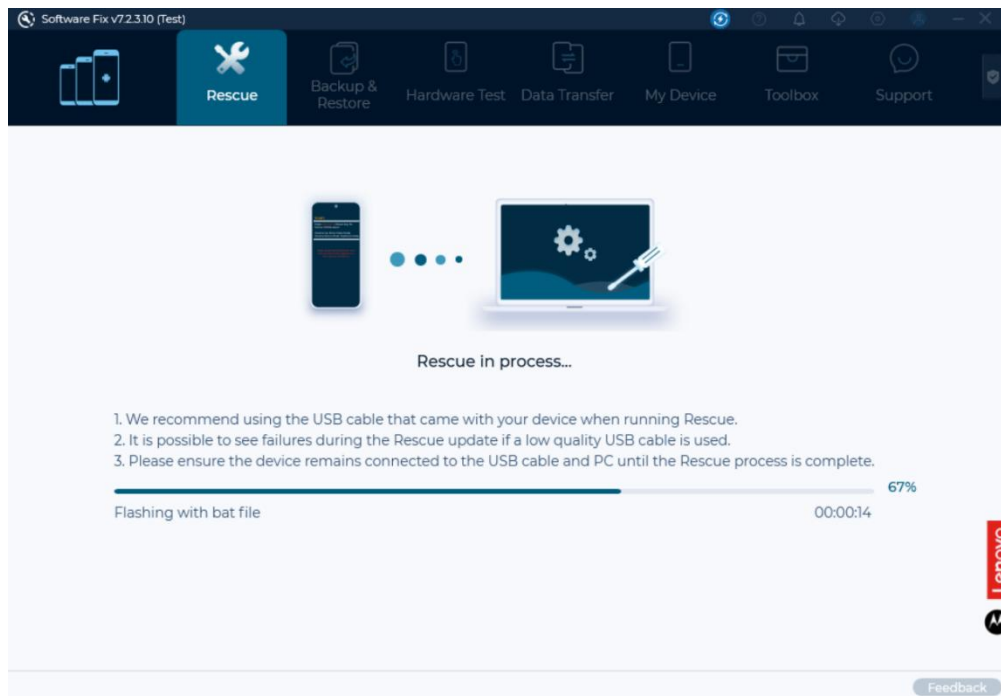 Software Fix v7.2.3.10 (Test)
Rescue
Backup &
Restore
Hardware Test
Data Transfer
My Device
Toolbox
Support
Rescue in process...
1. We recommend using the USB cable that came with your device when running Rescue.
2. It is possible to see failures during the Rescue update if a low quality USB cable is used.
3. Please ensure the device remains connected to the USB cable and PC until the Rescue process is complete.
67%
Flashing with bat file
00:00:14
Lenovo
Feedback